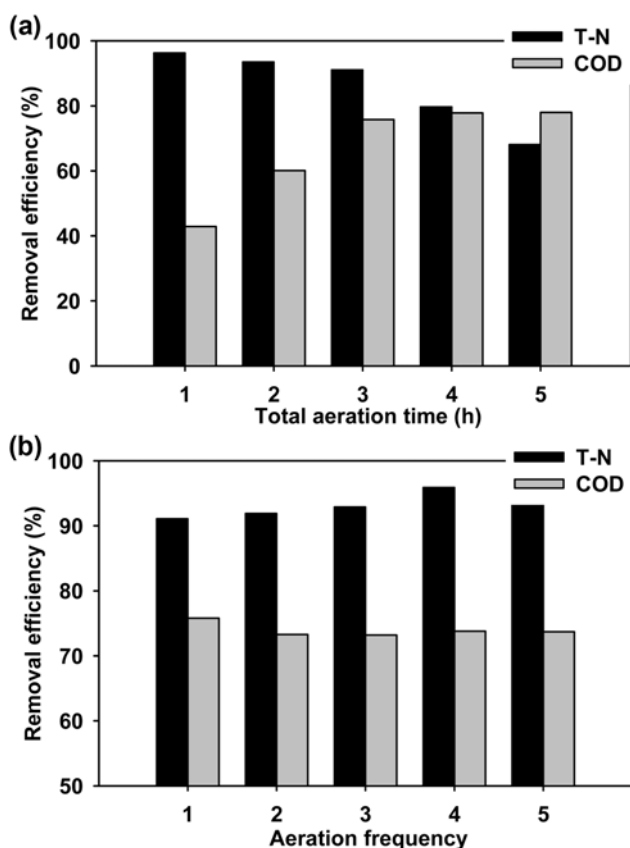 (a)
100
80
60
40
80
0
Removal efficiency (%)
T-N
COD
1 2 3 4 5
Total aeration time (h)
(b)
100
90
80
70
60
50
Removal efficiency (%)
T-N
COD
1 2 3 4 5
Aeration frequency